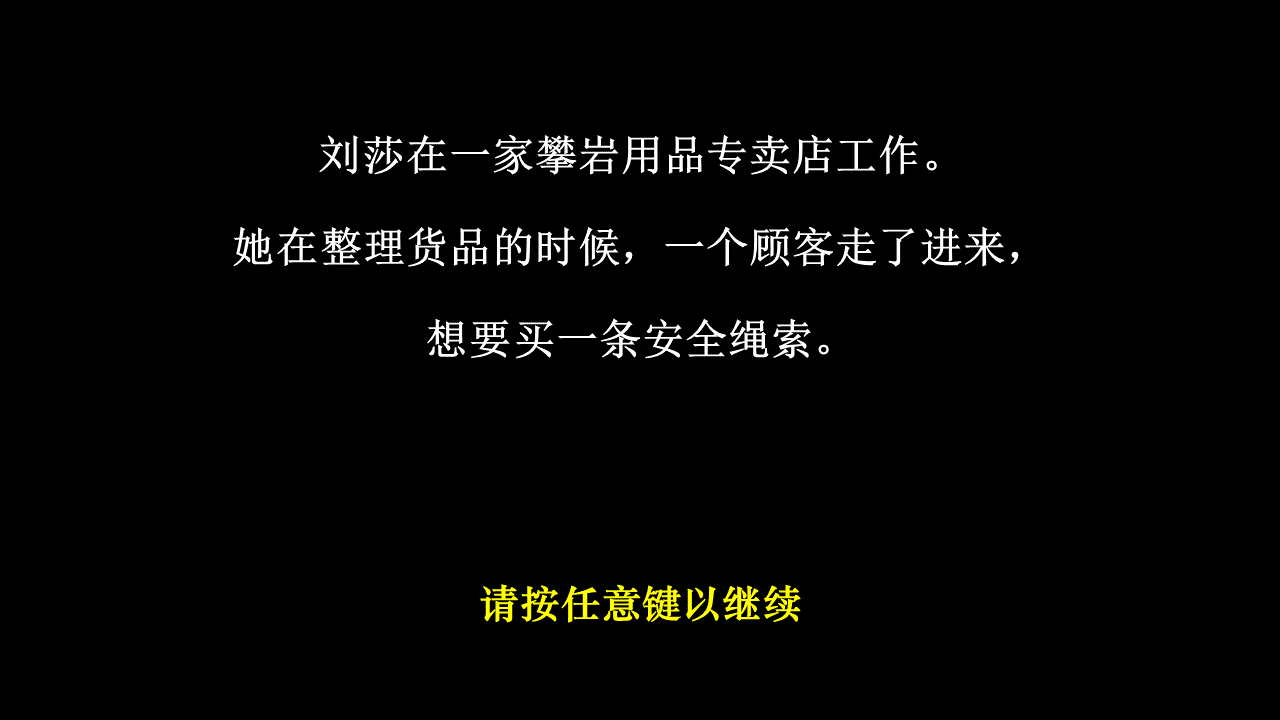 刘莎在一家攀岩用品专卖店工作。
她在整理货品的时候，一个顾客走了进来，
想要买一条安全绳索。
请按任意键以继续